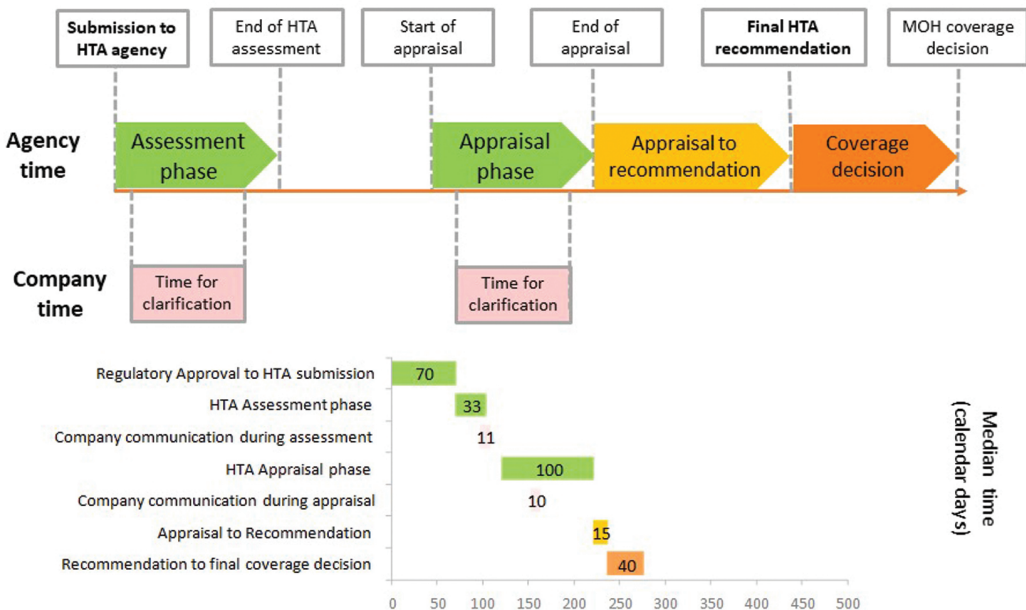 Submission to
HTA agency
End of HTA
assessment
Start of
appraisal
End of
appraisal
Final HTA
recommendation
MOH coverage
decision
Agency
time
Assessment
phase
Appraisal
phase
Appraisal to
recommendation
Coverage
decision
Company
time
Time for
clarification
Time for
clarification
Regulatory Approval to HTA submission
70
HTA Assessment phase
33
Company communication during assessment
11
HTA Appraisal phase
100
Company communication during appraisal
10
Appraisal to Recommendation
15
Recommendation to final coverage decision
40
0 50 100 150 200 250 300 350 400 450 500
Median time
(calendar days)